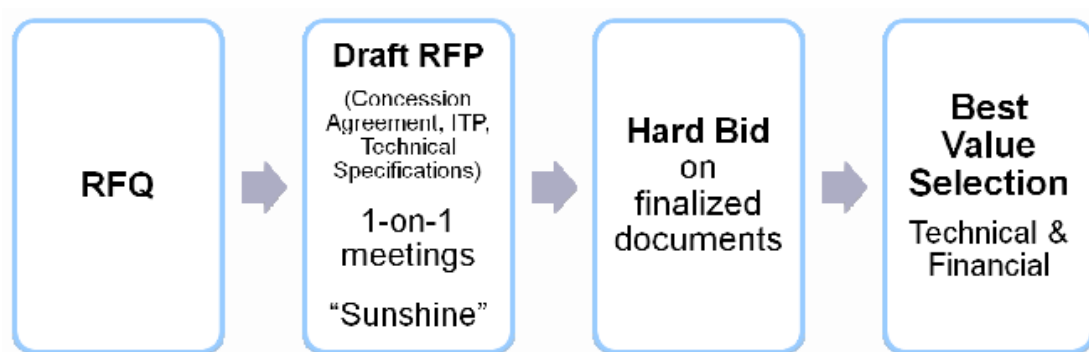 RFQ
Draft RFP
(Concession
Agreement, ITP,
Technical
Specifications)
1-on-1
meetings
“Sunshine”
Hard Bid
on
finalized
documents
Best
Value
Selection
Technical &
Financial